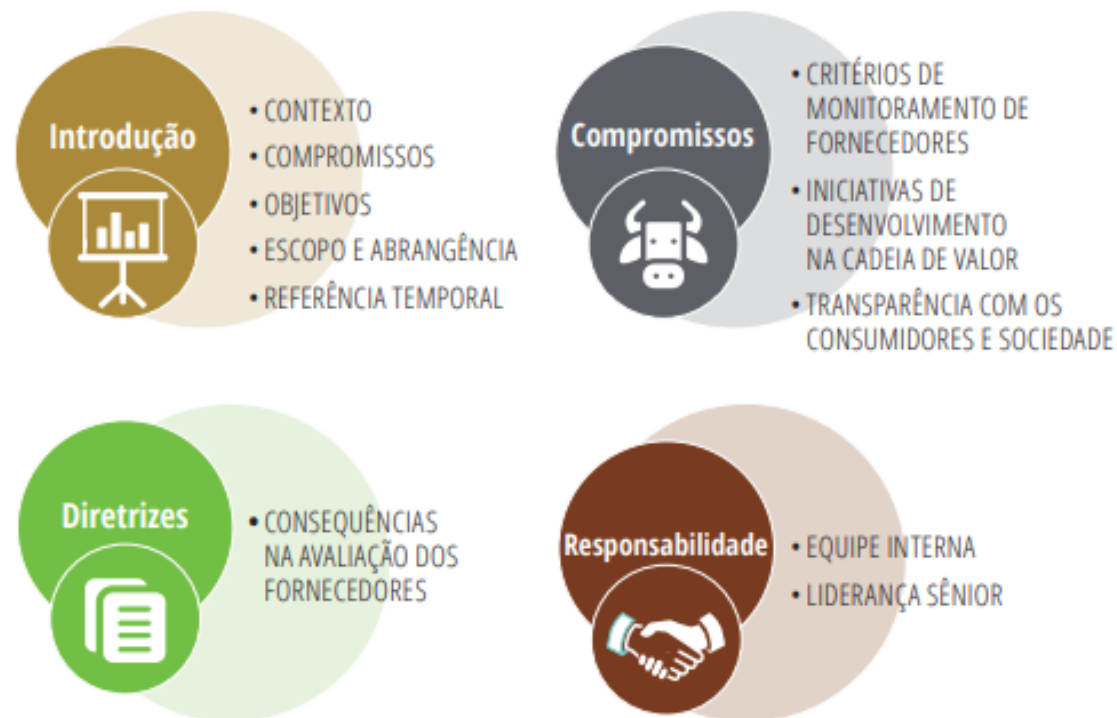 Introdução
• CONTEXTO
• COMPROMISSOS
• OBJETIVOS
• ESCOPO E ABRANGÊNCIA
• REFERÊNCIA TEMPORAL
Compromissos
• CRITÉRIOS DE
MONITORAMENTO DE
FORNECEDORES
• INICIATIVAS DE
DESENVOLVIMENTO
NA CADEIA DE VALOR
• TRANSPARÊNCIA COM OS
CONSUMIDORES E SOCIEDADE
Diretrizes
• CONSEQUÊNCIAS
NA AVALIAÇÃO DOS
FORNECEDORES
Responsabilidade
• EQUIPE INTERNA
• LIDERANÇA SÊNIOR